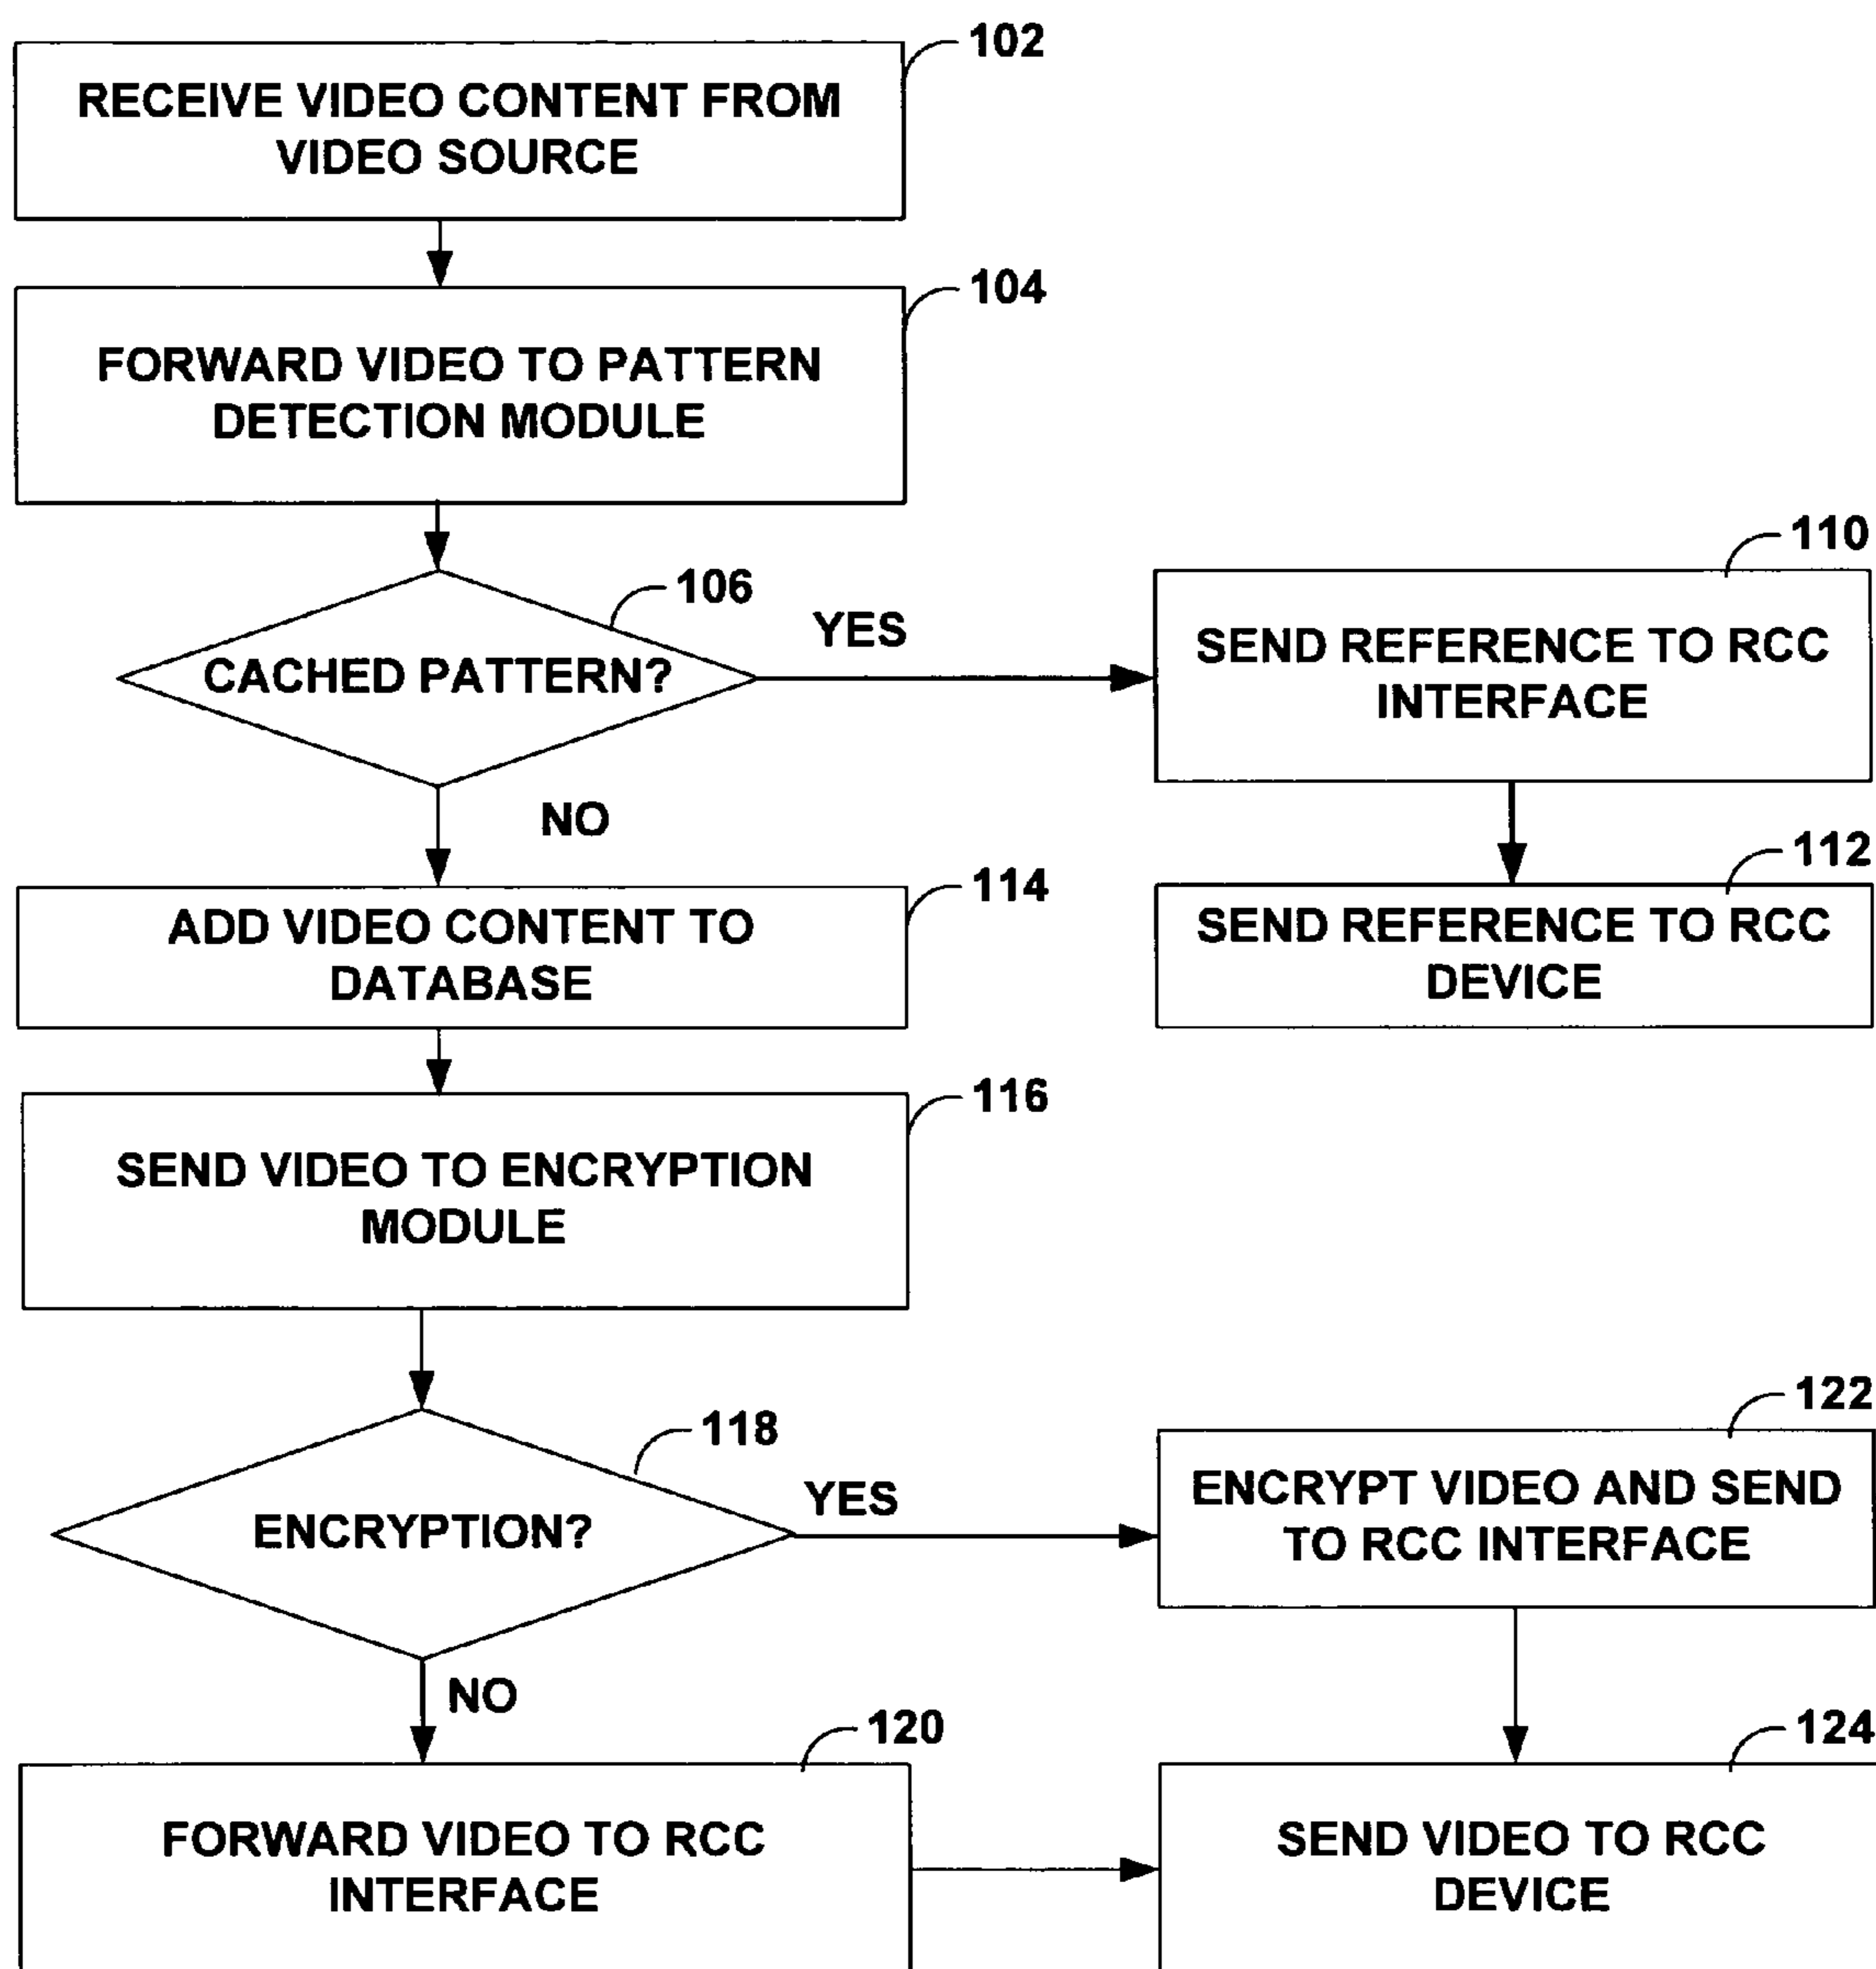 102
RECEIVE VIDEO CONTENT FROM
VIDEO SOURCE
104
FORWARD VIDEO TO PATTERN
DETECTION MODULE
106
CACHED PATTERN?
YES
110
SEND REFERENCE TO RCC
INTERFACE
NO
112
SEND REFERENCE TO RCC
DEVICE
114
ADD VIDEO CONTENT TO
DATABASE
116
SEND VIDEO TO ENCRYPTION
MODULE
118
ENCRYPTION?
YES
122
ENCRYPT VIDEO AND SEND
TO RCC INTERFACE
NO
120
FORWARD VIDEO TO RCC
INTERFACE
124
SEND VIDEO TO RCC
DEVICE